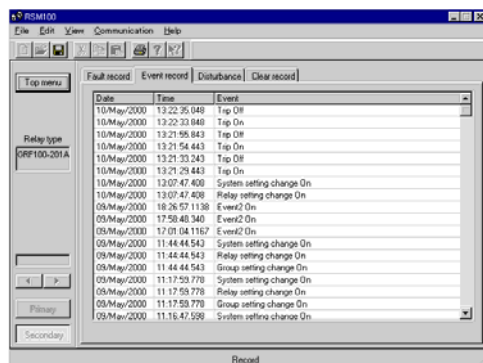 RSM100
File Edit View Communication Help
Top menu
Fault record Event record Disturbance Clear record
Relay type
GRF100-201A
Date Time Event
10/May/2000 13:22:35.048 Trip Off
10/May/2000 13:22:33.848 Trip On
10/May/2000 13:21:55.843 Trip Off
10/May/2000 13:21:54.443 Trip On
10/May/2000 13:21:33.243 Trip Off
10/May/2000 13:21:29.443 Trip On
10/May/2000 13:07:47.408 System setting change On
10/May/2000 13:07:47.408 Relay setting change On
09/May/2000 18:26:57.1138 Event2 On
09/May/2000 17:58:48.340 Event2 On
09/May/2000 17:01:04.1167 Event2 On
09/May/2000 11:44:44.543 System setting change On
09/May/2000 11:44:44.543 Relay setting change On
09/May/2000 11:44:44.543 Group setting change On
09/May/2000 11:17:59.778 System setting change On
09/May/2000 11:17:59.778 Relay setting change On
09/May/2000 11:17:59.778 Group setting change On
09/May/2000 11:16:47.598 System setting change On
Primary
Secondary
Record